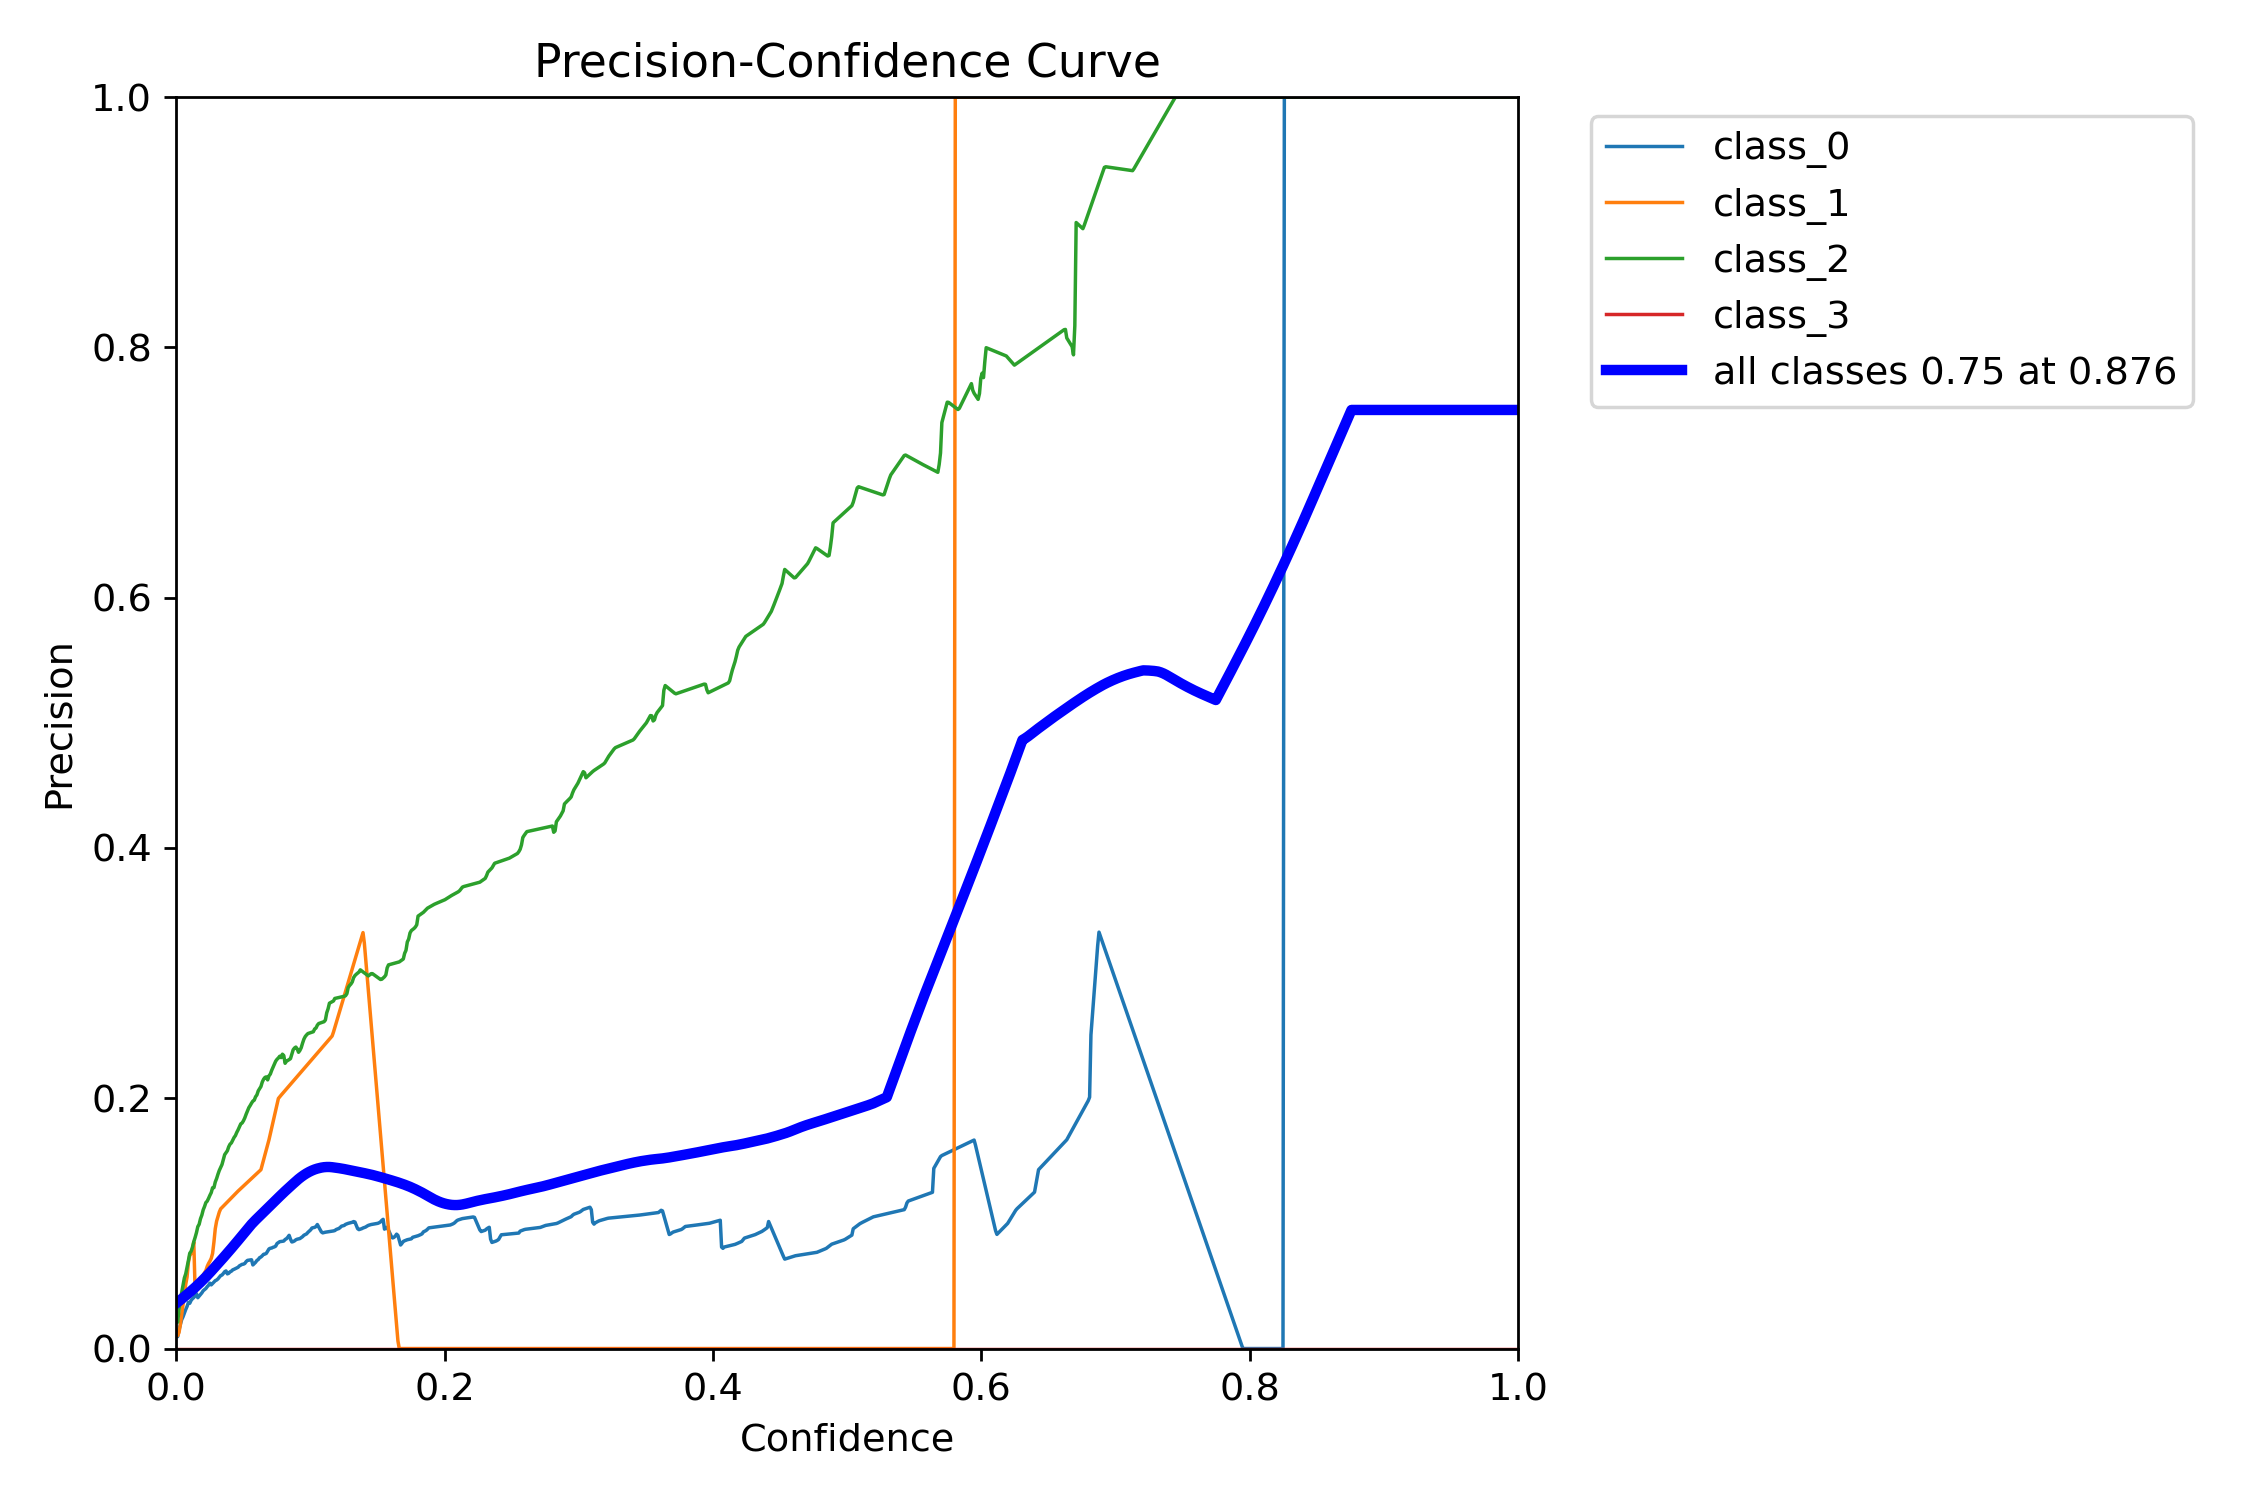 Precision-Confidence Curve
1.0
0.8
0.6
0.4
0.2
0.0
Precision
0.0 0.2 0.4 0.6 0.8 1.0
Confidence
class_0
class_1
class_2
class_3
all classes 0.75 at 0.876